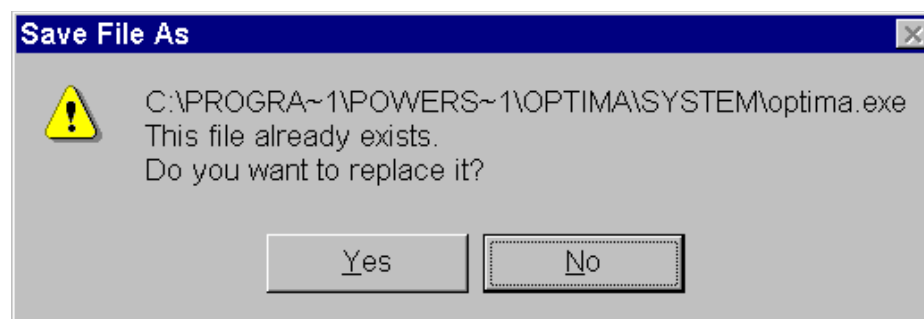 Save File As
C:\PROGRA~1\POWERS~1\OPTIMA\SYSTEM\optima.exe
This file already exists.
Do you want to replace it?
Yes
No